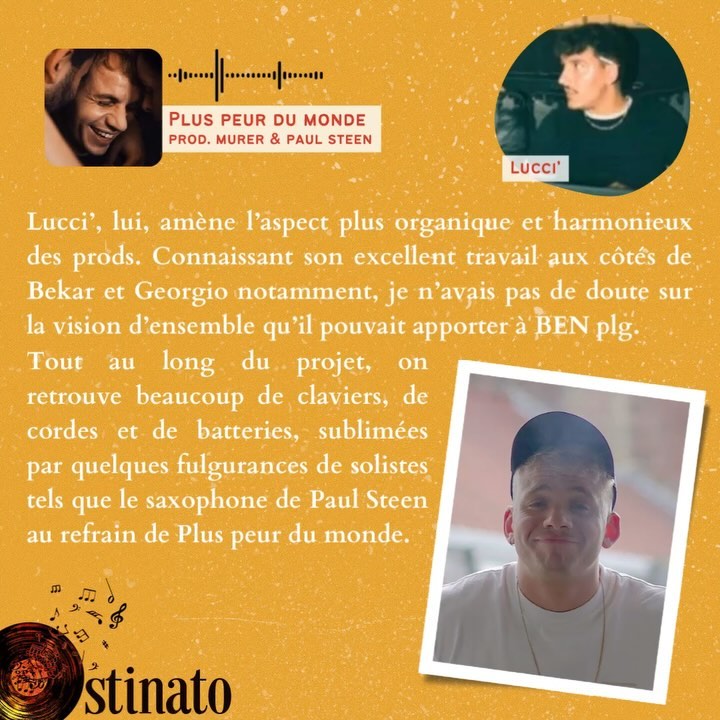 PLUS PEUR DU MONDE
PROD. MURER & PAUL STEEN
LUCCI'
Lucci', lui, amène l'aspect plus organique et harmonieux
des prods. Connaissant son excellent travail aux côtés de
Bekar et Georgio notamment, je n'avais pas de doute sur
la vision d'ensemble qu'il pouvait apporter à BEN plg.
Tout au long du projet, on
retrouve beaucoup de claviers, de
cordes et de batteries, sublimées
par quelques fulgurances de solistes
tels que le saxophone de Paul Steen
au refrain de Plus peur du monde.
stinato